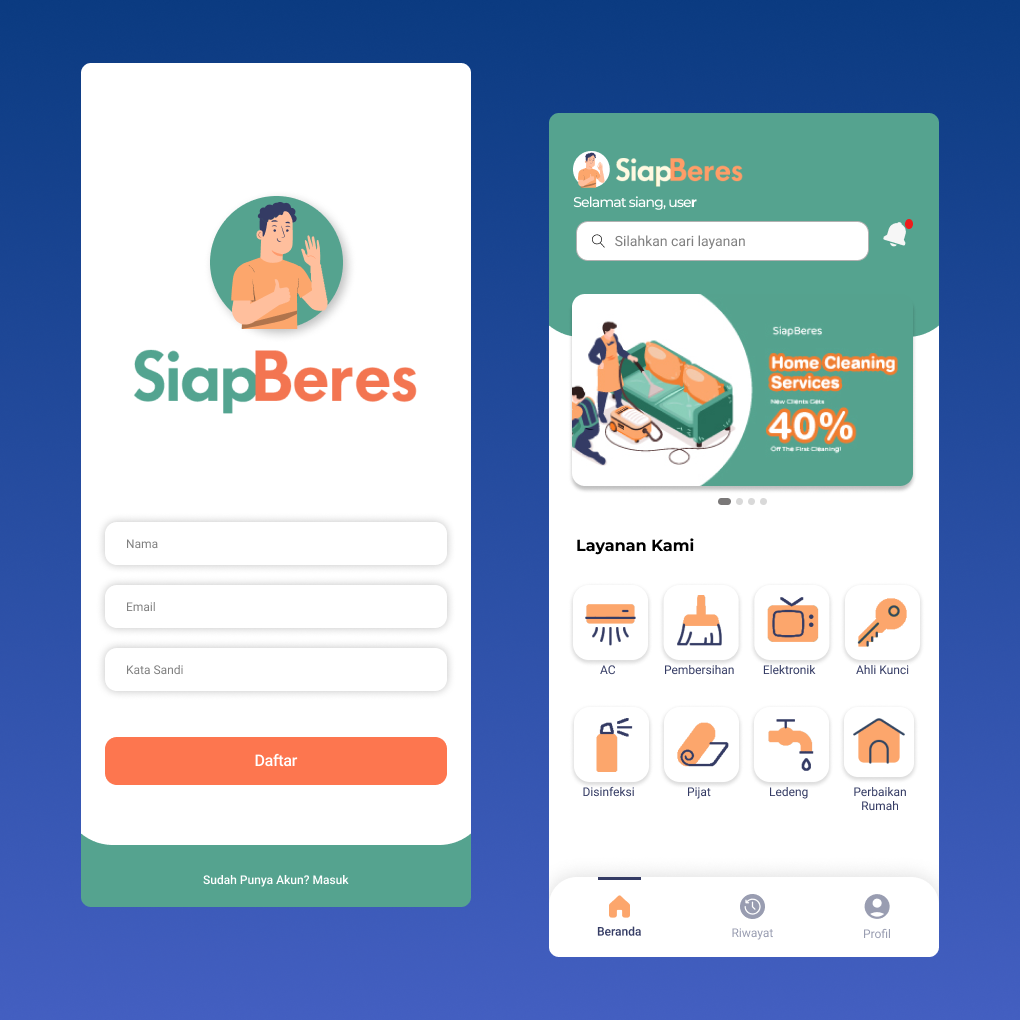 SiapBeres
Nama
Email
Kata Sandi
Daftar
Sudah Punya Akun? Masuk
SiapBeres
Selamat siang, user
Silahkan cari layanan
SiapBeres
Home Cleaning
Services
New Clients Gets
40%
Off The First Cleaning!
Layanan Kami
AC
Pembersihan
Elektronik
Ahli Kunci
Disinfeksi
Pijat
Ledeng
Perbaikan
Rumah
Beranda
Riwayat
Profil